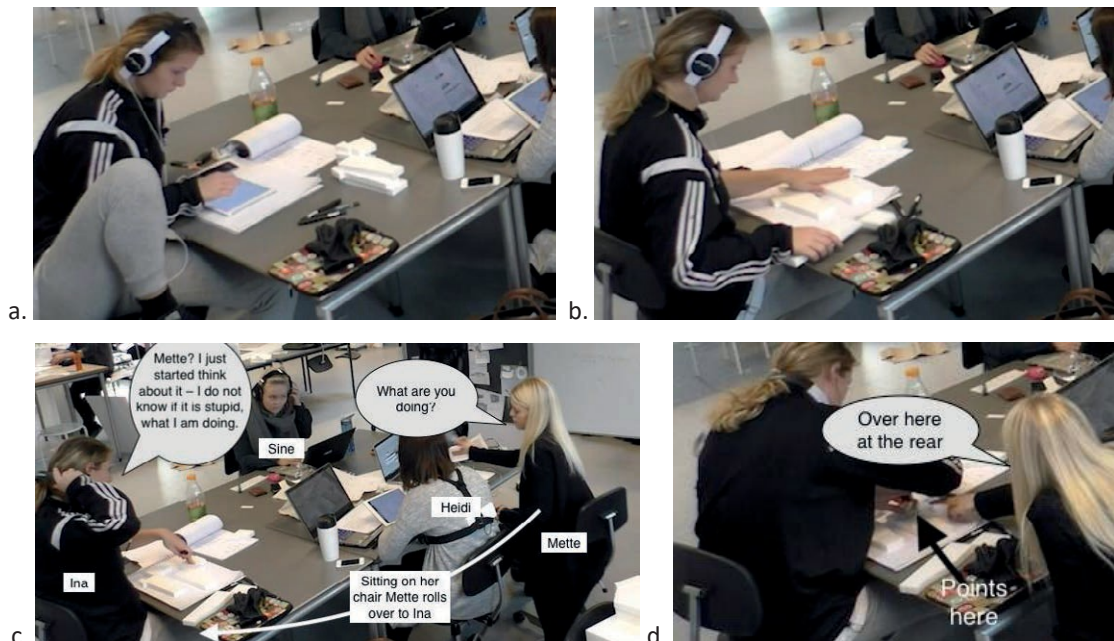 a.
b.
Mette? I just
started think
about it – I do not
know if it is stupid,
what I am doing.
What are you
doing?
Sine
Heidi
Mette
Ina
Sitting on her
chair Mette rolls
over to Ina
c.
Over here
at the rear
Points
here
d.